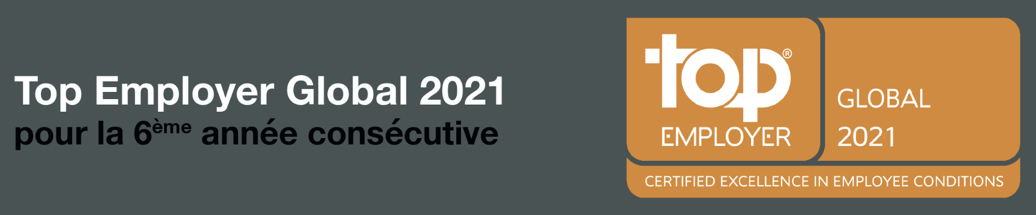 Top Employer Global 2021
pour la 6ème année consécutive
top®
EMPLOYER
GLOBAL
2021
CERTIFIED EXCELLENCE IN EMPLOYEE CONDITIONS